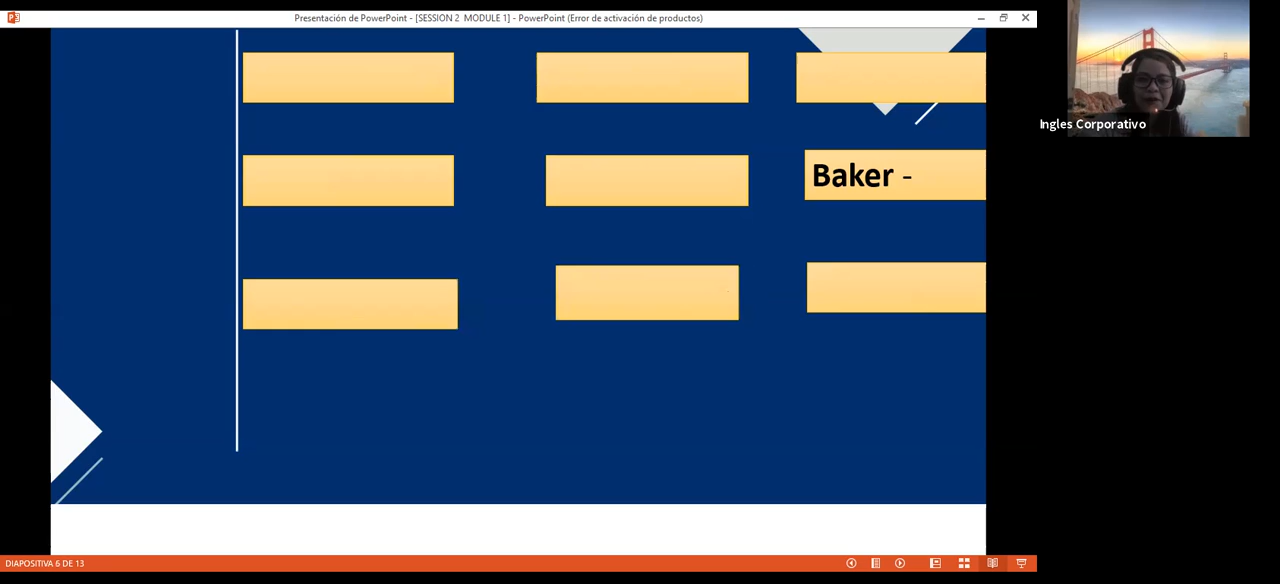 Presentación de PowerPoint - [SESSION 2 MODULE 1] - PowerPoint (Error de activación de productos)
Baker -
Ingles Corporativo
DIAPOSITIVA 6 DE 13